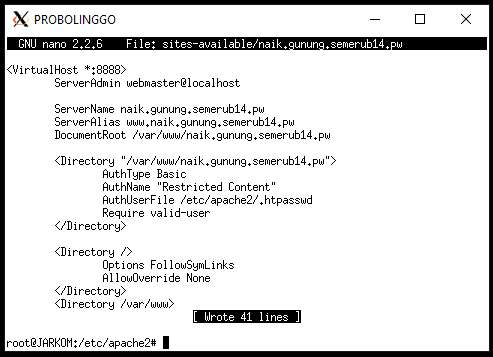 PROBOLINGGO
GNU nano 2.2.6 File: sites-available/naik.gunung.semerub14.pw
<VirtualHost *:8888>
ServerAdmin webmaster@localhost
ServerName naik.gunung.semerub14.pw
ServerAlias www.naik.gunung.semerub14.pw
DocumentRoot /var/www/naik.gunung.semerub14.pw
<Directory "/var/www/naik.gunung.semerub14.pw">
AuthType Basic
AuthName "Restricted Content"
AuthUserFile /etc/apache2/.htpasswd
Require valid-user
</Directory>
<Directory />
Options FollowSymLinks
AllowOverride None
</Directory>
<Directory /var/www>
[ Wrote 41 lines ]
root@JARKOM:/etc/apache2#